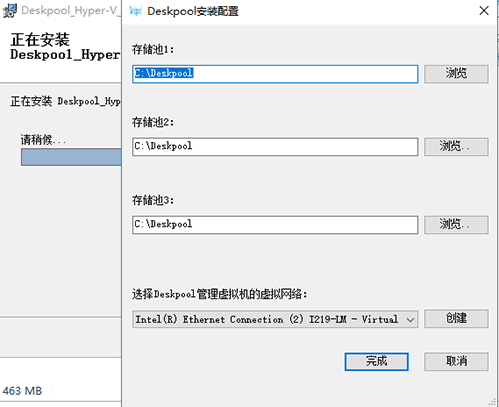 Deskpool_Hyper-V_
正在安装
Deskpool_Hyper
正在安装 Deskpool_Hyp
请稍候...
463 MB
Deskpool安装配置
存储池1:
C:\Deskpool
浏览
存储池2:
C:\Deskpool
浏览..
存储池3:
C:\Deskpool
浏览..
选择Deskpool管理虚拟机的虚拟网络:
Intel(R) Ethernet Connection (2) I219-LM - Virtual
创建
完成
取消